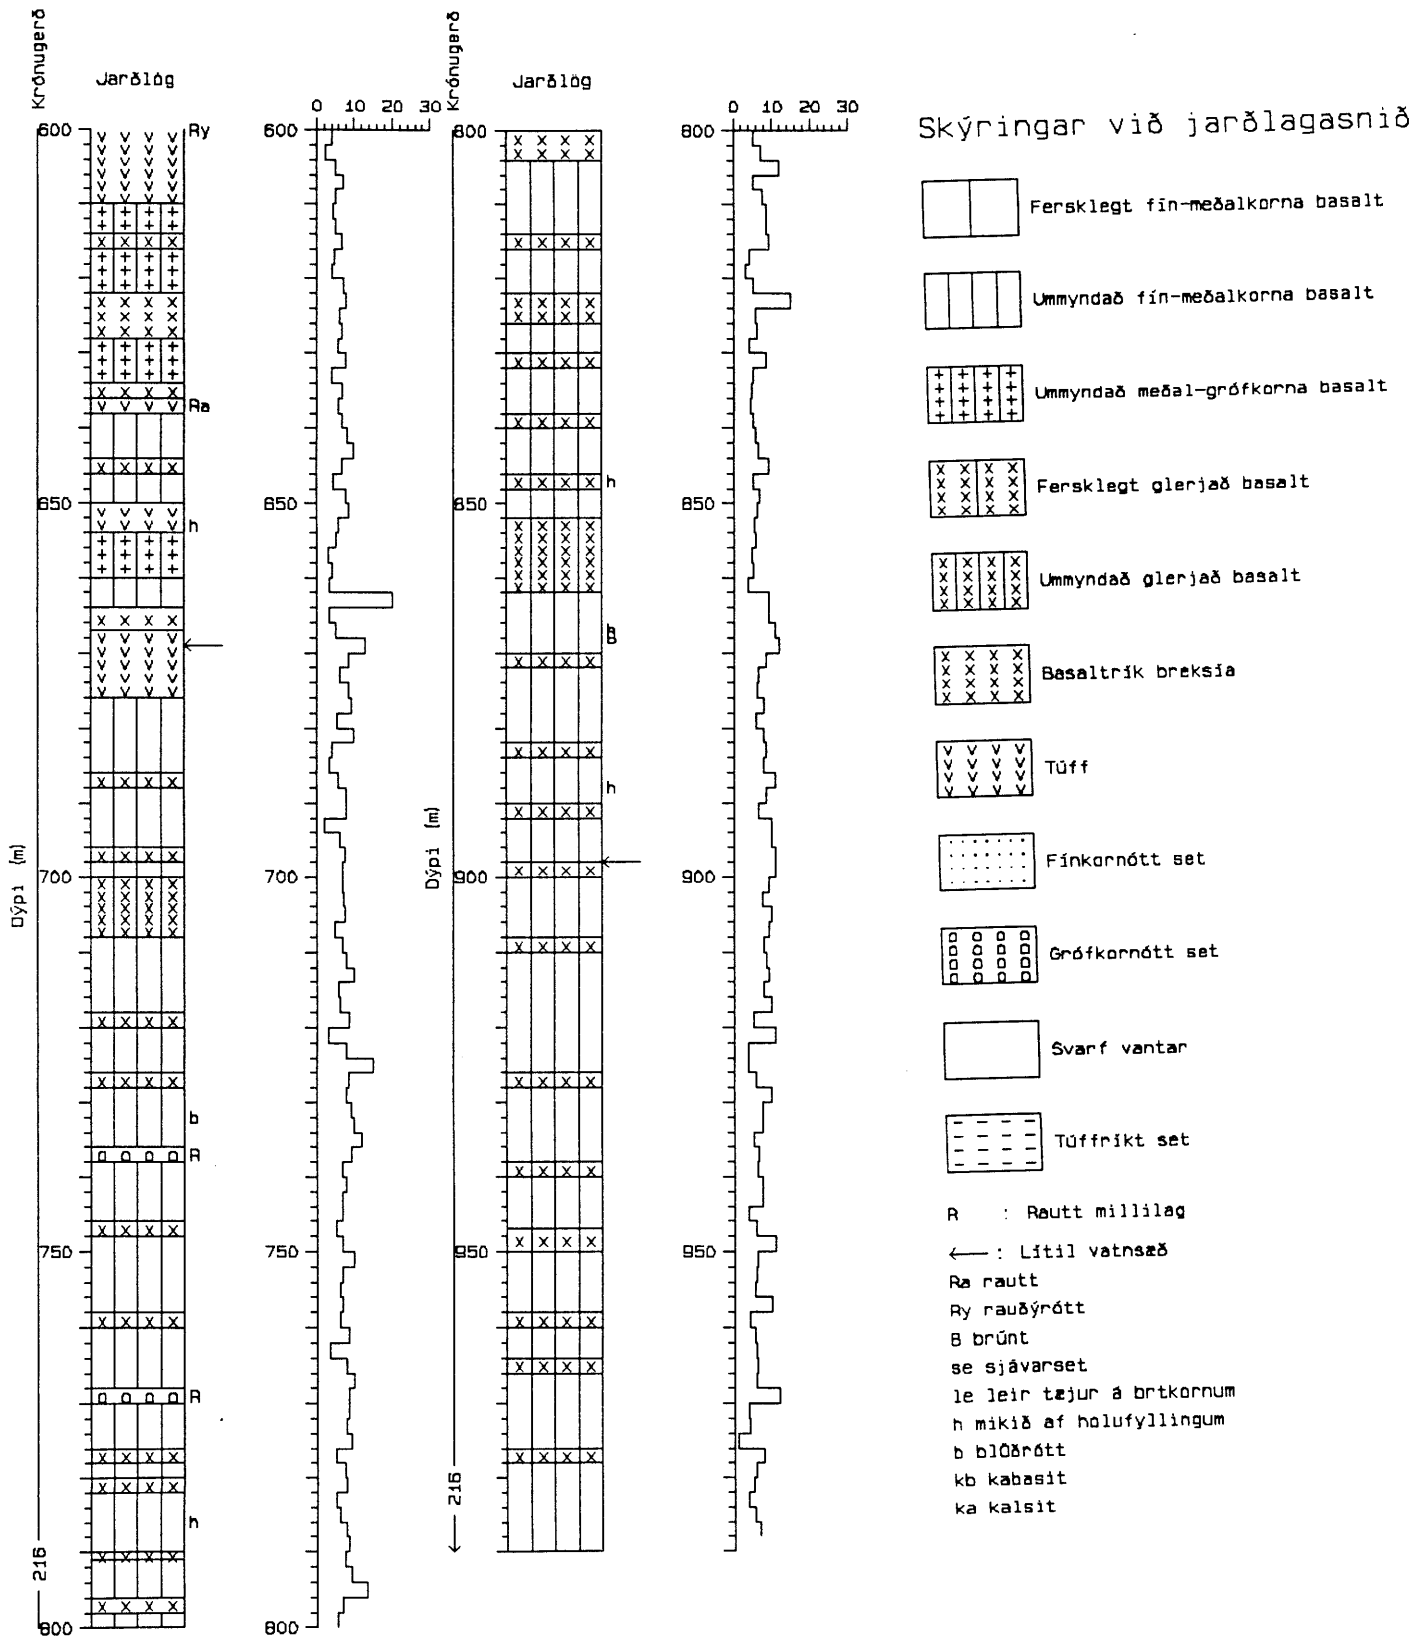 Krónugerð
Jarðlög
0 10 20 30
600
Ry
Ra
650
h
700
b
R
750
R
h
800
Dýpi (m)
216
600
650
700
750
800
Krónugerð
Jarðlög
0 10 20 30
800
h
850
B
h
900
950
Dýpi (m)
216
800
850
900
950
Skýringar við jarðlagasnið
Fersklegt fín-meðalkorna basalt
Ummyndað fín-meðalkorna basalt
Ummyndað meðal-grófkorna basalt
Fersklegt glerjað basalt
Ummyndað glerjað basalt
Basaltrík breksía
Túff
Fínkornótt set
Grófkornótt set
Svarf vantar
Túffríkt set
R : Rautt millilag
←: Lítil vatnsæð
Ra rautt
Ry rauðýrótt
B brúnt
se sjávarset
le leir tæjur á brtkornum
h mikið af holufyllingum
b blöðrótt
kb kabasit
ka kalsit